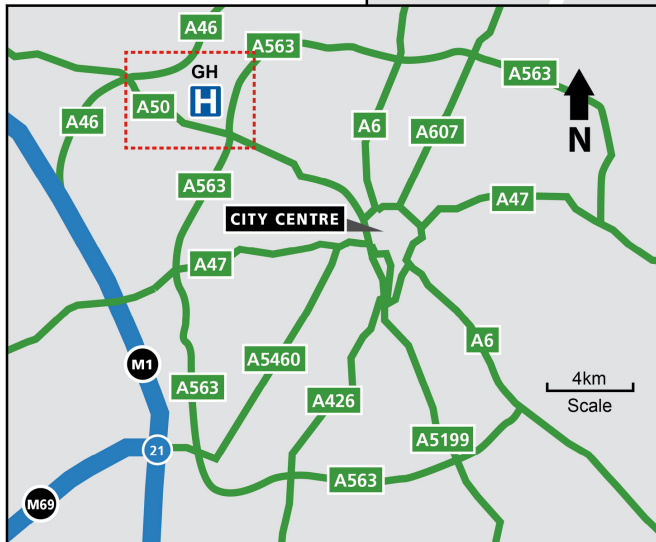 A46
A563
GH
H
A563
A50
A46
A6
A607
N
A563
CITY CENTRE
A47
A47
M1
A5460
A6
A563
A426
4km
Scale
A5199
21
A563
M69